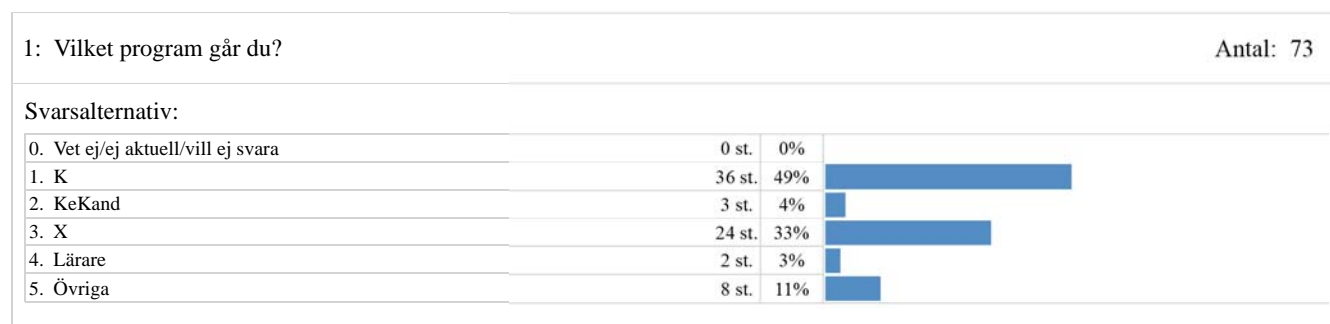 1: Vilket program går du? Antal: 73
Svarsalternativ:
0. Vet ej/ej aktuell/vill ej svara 0 st. 0%
1. K 36 st. 49%
2. KeKand 3 st. 4%
3. X 24 st. 33%
4. Lärare 2 st. 3%
5. Övriga 8 st. 11%